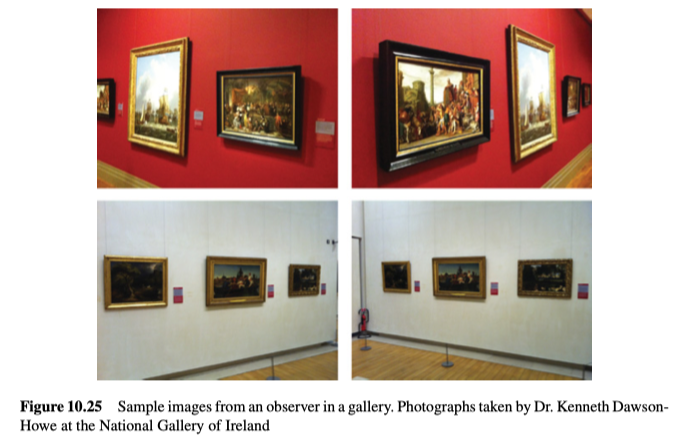 Figure 10.25 Sample images from an observer in a gallery. Photographs taken by Dr. Kenneth Dawson-
Howe at the National Gallery of Ireland